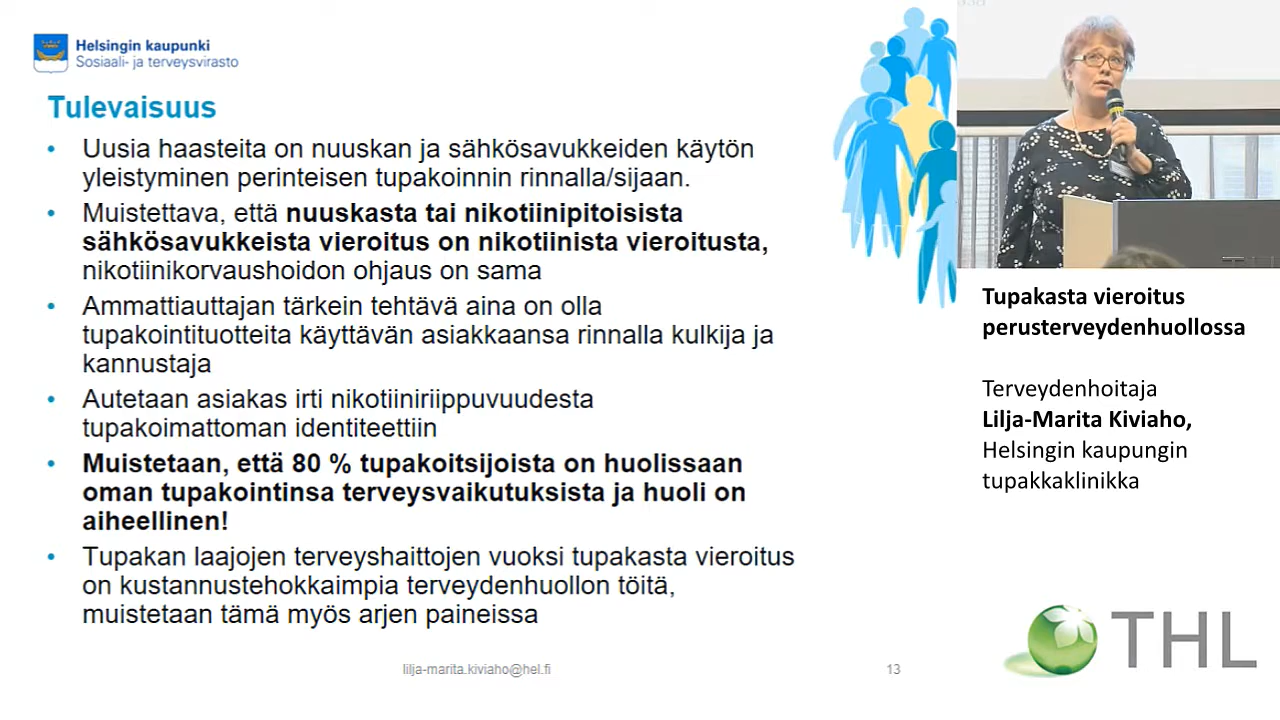 Helsingin kaupunki
Sosiaali- ja terveysvirasto
Tulevaisuus
• Uusia haasteita on nuuskan ja sähkösavukkeiden käytön
yleistyminen perinteisen tupakoinnin rinnalla/sijaan.
• Muistettava, että nuuskasta tai nikotiinipitoisista
sähkösavukkeista vieroitus on nikotiinista vieroitusta,
nikotiinikorvaushoidon ohjaus on sama
• Ammattiauttajan tärkein tehtävä aina on olla
tupakointituotteita käyttävän asiakkaansa rinnalla kulkija ja
kannustaja
• Autetaan asiakas irti nikotiiniriippuvuudesta
tupakoimattoman identiteettiin
• Muistetaan, että 80 % tupakoitsijoista on huolissaan
oman tupakointinsa terveysvaikutuksista ja huoli on
aiheellinen!
• Tupakan laajojen terveyshaittojen vuoksi tupakasta vieroitus
on kustannustehokkaimpia terveydenhuollon töitä,
muistetaan tämä myös arjen paineissa
lilja-marita.kiviaho@hel.fi
13
Tupakasta vieroitus
perusterveydenhuollossa
Terveydenhoitaja
Lilja-Marita Kiviaho,
Helsingin kaupungin
tupakkaklinikka
THL